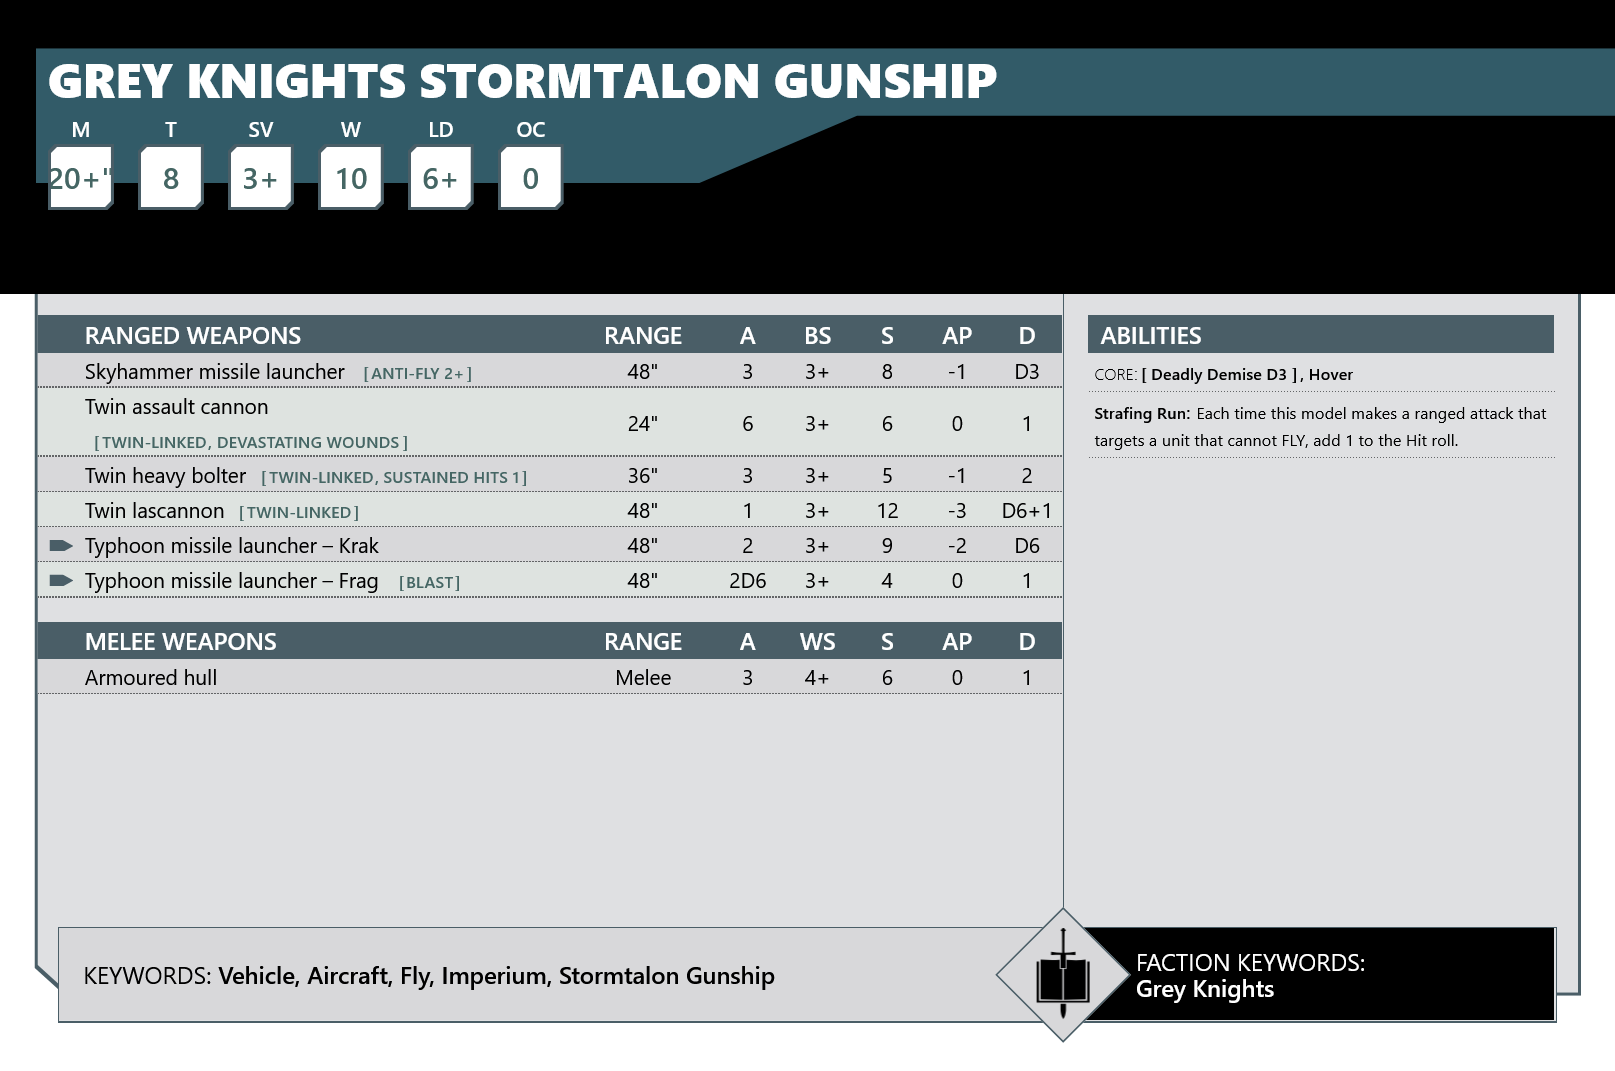 GREY KNIGHTS STORMTALON GUNSHIP
M T SV W LD OC
20+" 8 3+ 10 6+ 0
RANGED WEAPONS RANGE A BS S AP D
Skyhammer missile launcher [ANTI-FLY 2+] 48" 3 3+ 8 -1 D3
Twin assault cannon
[TWIN-LINKED, DEVASTATING WOUNDS] 24" 6 3+ 6 0 1
Twin heavy bolter [TWIN-LINKED, SUSTAINED HITS 1] 36" 3 3+ 5 -1 2
Twin lascannon [TWIN-LINKED] 48" 1 3+ 12 -3 D6+1
Typhoon missile launcher – Krak 48" 2 3+ 9 -2 D6
Typhoon missile launcher – Frag [BLAST] 48" 2D6 3+ 4 0 1
MELEE WEAPONS RANGE A WS S AP D
Armoured hull Melee 3 4+ 6 0 1
ABILITIES
CORE: [ Deadly Demise D3 ] , Hover
Strafing Run: Each time this model makes a ranged attack that
targets a unit that cannot FLY, add 1 to the Hit roll.
KEYWORDS: Vehicle, Aircraft, Fly, Imperium, Stormtalon Gunship
FACTION KEYWORDS:
Grey Knights